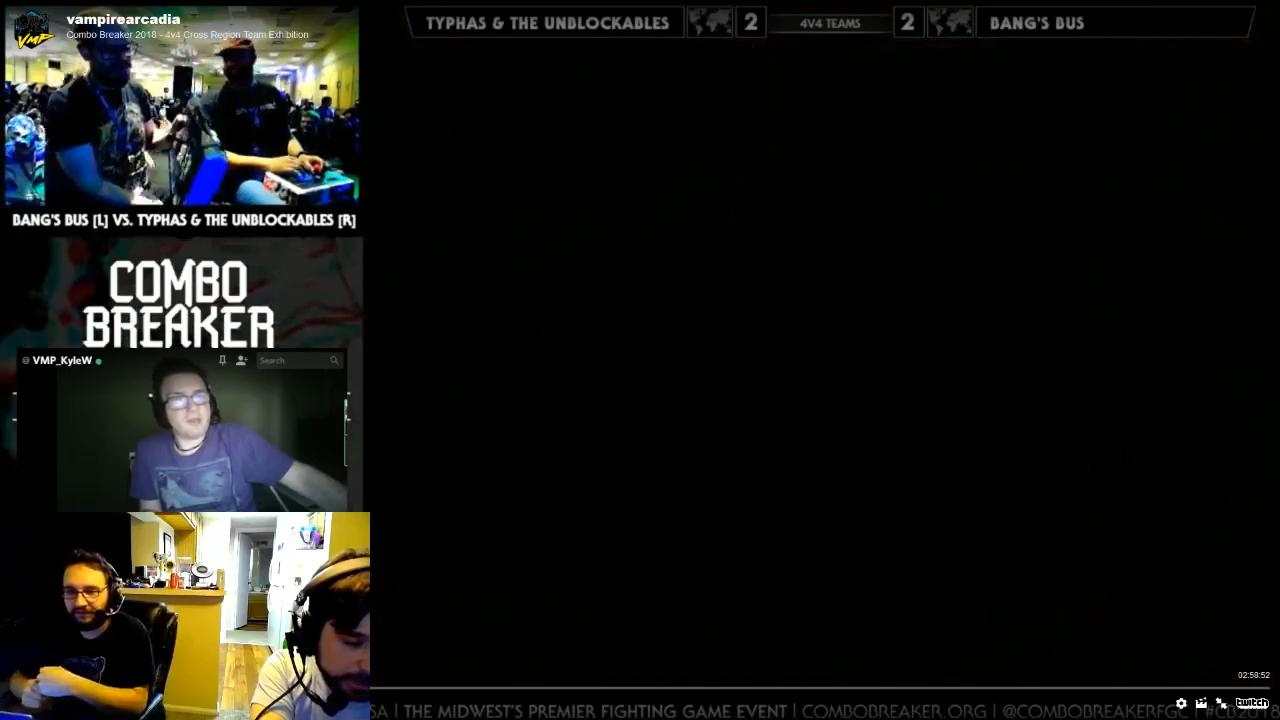 vampirearcadia
Combo Breaker 2018 - 4v4 Cross Region Team Exhibition
VMP
TYPHAS & THE UNBLOCKABLES 2 4V4 TEAMS 2 BANG'S BUS
BANG'S BUS [L] VS. TYPHAS & THE UNBLOCKABLES [R]
COMBO
BREAKER
@ VMP_KyleW
Search
02:58:52
twitch
SA | THE MIDWEST'S PREMIER FIGHTING GAME EVENT | COMBOBREAKER.ORG | @COMBOBREAKERFGC